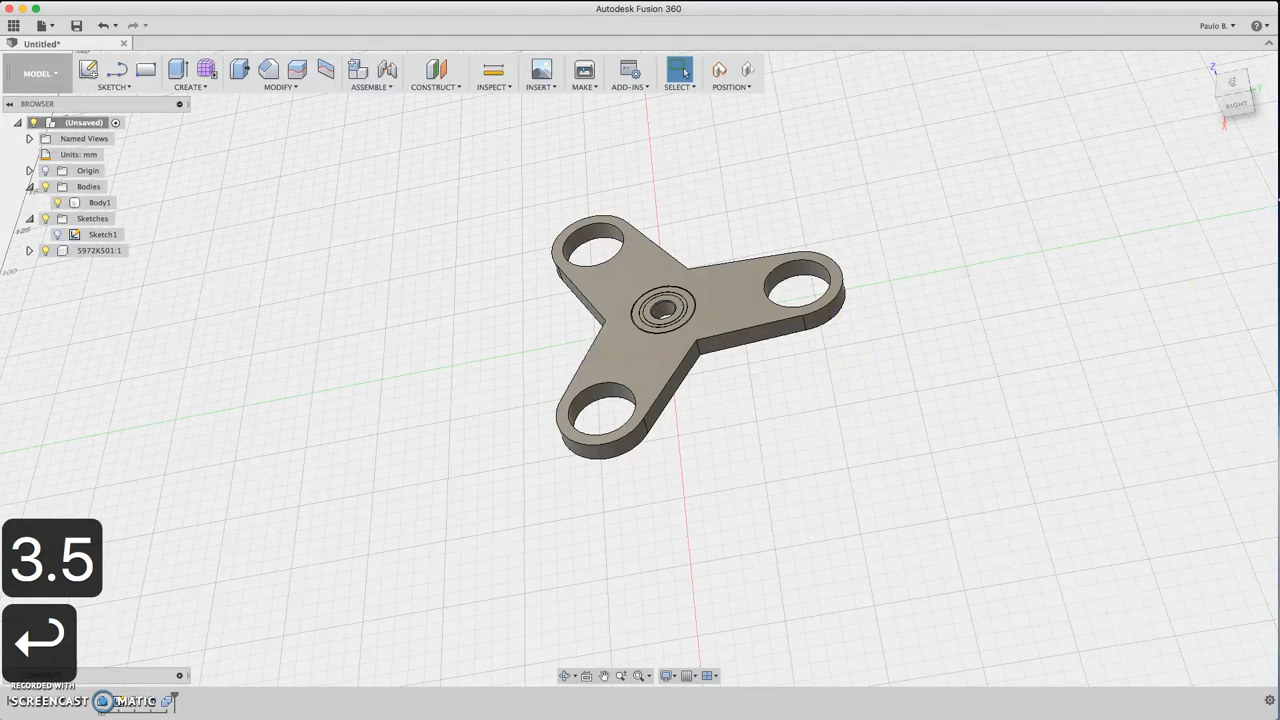 Autodesk Fusion 360
Paulo B.
Untitled*
MODEL
SKETCH
CREATE
MODIFY
ASSEMBLE
CONSTRUCT
INSPECT
INSERT
MAKE
ADD-INS
SELECT
POSITION
BROWSER
(Unsaved)
Named Views
Units: mm
Origin
Bodies
Body1
Sketches
Sketch1
5972K501:1
Z
Y
RIGHT
X
125
100
3.5
RECORDED WITH
SCREENCAST MATIC